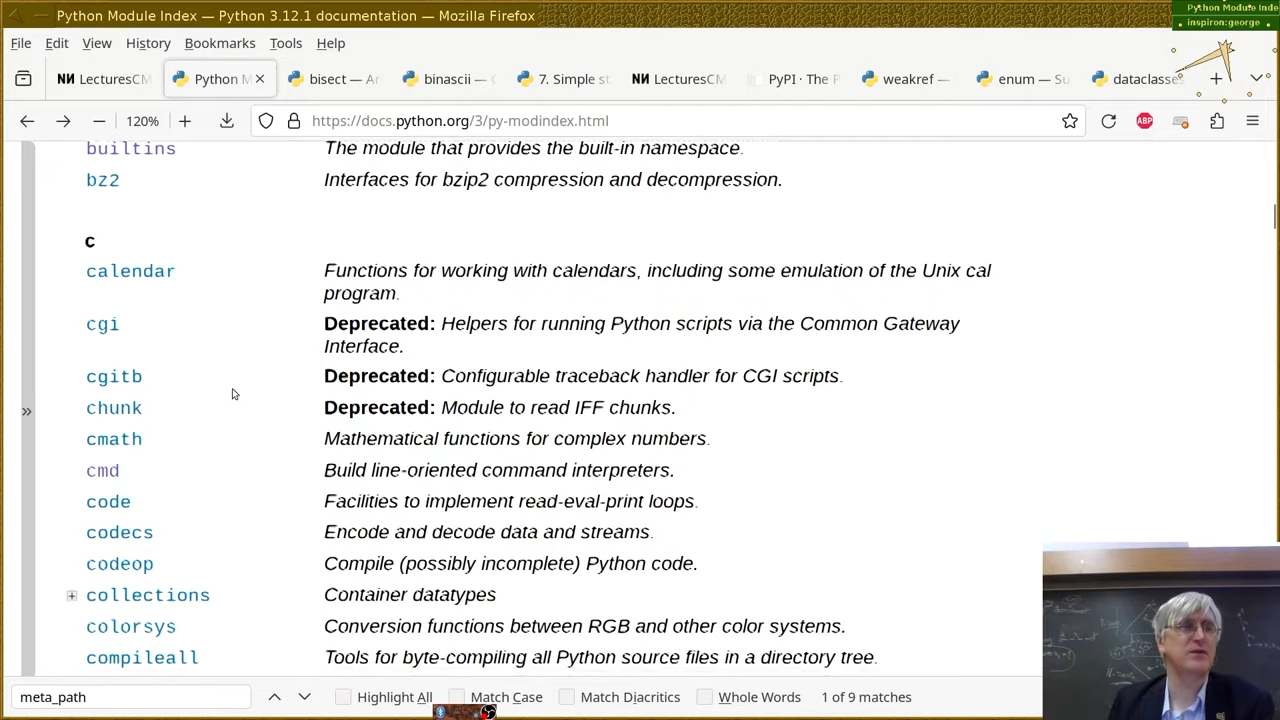 Python Module Index — Python 3.12.1 documentation — Mozilla Firefox
Python Module Inde
inspiron:george
File Edit View History Bookmarks Tools Help
LecturesCM Python M bisect — Ar binascii — C 7. Simple st LecturesCM PyPI · The P weakref — enum — Su dataclasse
120% https://docs.python.org/3/py-modindex.html ABP
builtins The module that provides the built-in namespace.
bz2 Interfaces for bzip2 compression and decompression.
c
calendar Functions for working with calendars, including some emulation of the Unix cal
program.
cgi Deprecated: Helpers for running Python scripts via the Common Gateway
Interface.
cgitb Deprecated: Configurable traceback handler for CGI scripts.
chunk Deprecated: Module to read IFF chunks.
cmath Mathematical functions for complex numbers.
cmd Build line-oriented command interpreters.
code Facilities to implement read-eval-print loops.
codecs Encode and decode data and streams.
codeop Compile (possibly incomplete) Python code.
collections Container datatypes
colorsys Conversion functions between RGB and other color systems.
compileall Tools for byte-compiling all Python source files in a directory tree.
meta_path Highlight All Match Case Match Diacritics Whole Words 1 of 9 matches